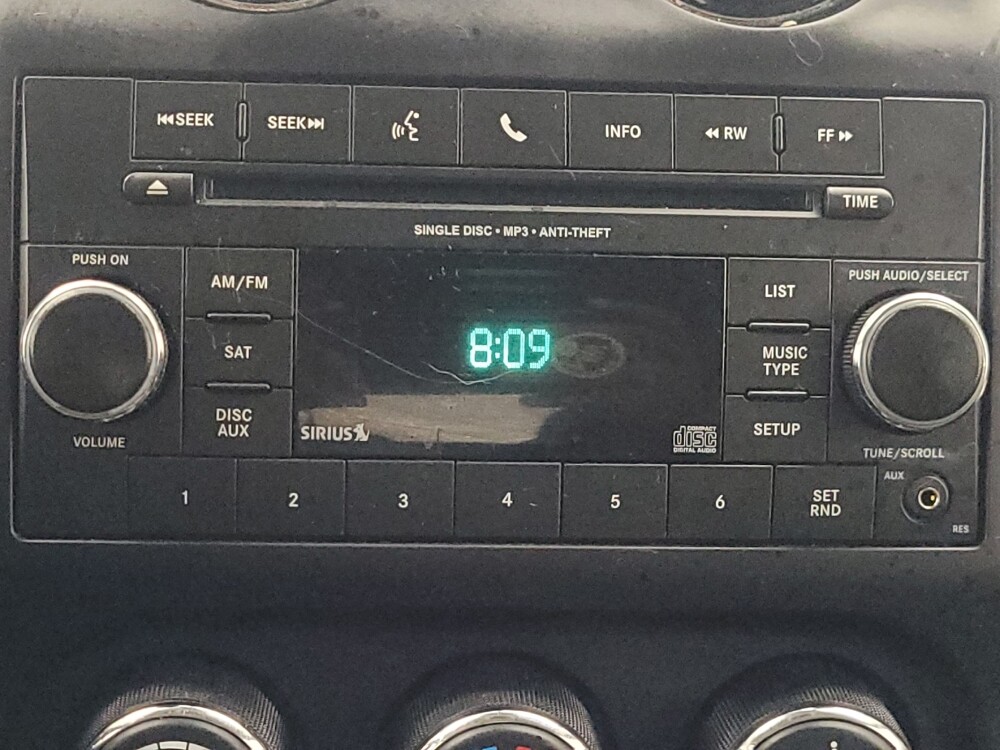 SEEK
SEEK
INFO
RW
FF
TIME
SINGLE DISC • MP3 • ANTI-THEFT
PUSH ON
AM/FM
SAT
DISC
AUX
VOLUME
8:09
SIRIUS
COMPACT
disc
DIGITAL AUDIO
LIST
MUSIC
TYPE
SETUP
PUSH AUDIO/SELECT
TUNE/SCROLL
1
2
3
4
5
6
SET
RND
AUX
RES